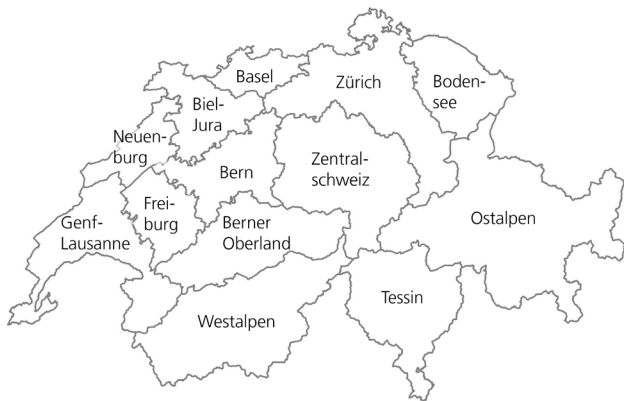 Basel
Zürich
Boden-
see
Biel-
Jura
Neuen-
burg
Zentral-
schweiz
Bern
Frei-
burg
Genf-
Lausanne
Berner
Oberland
Ostalpen
Tessin
Westalpen